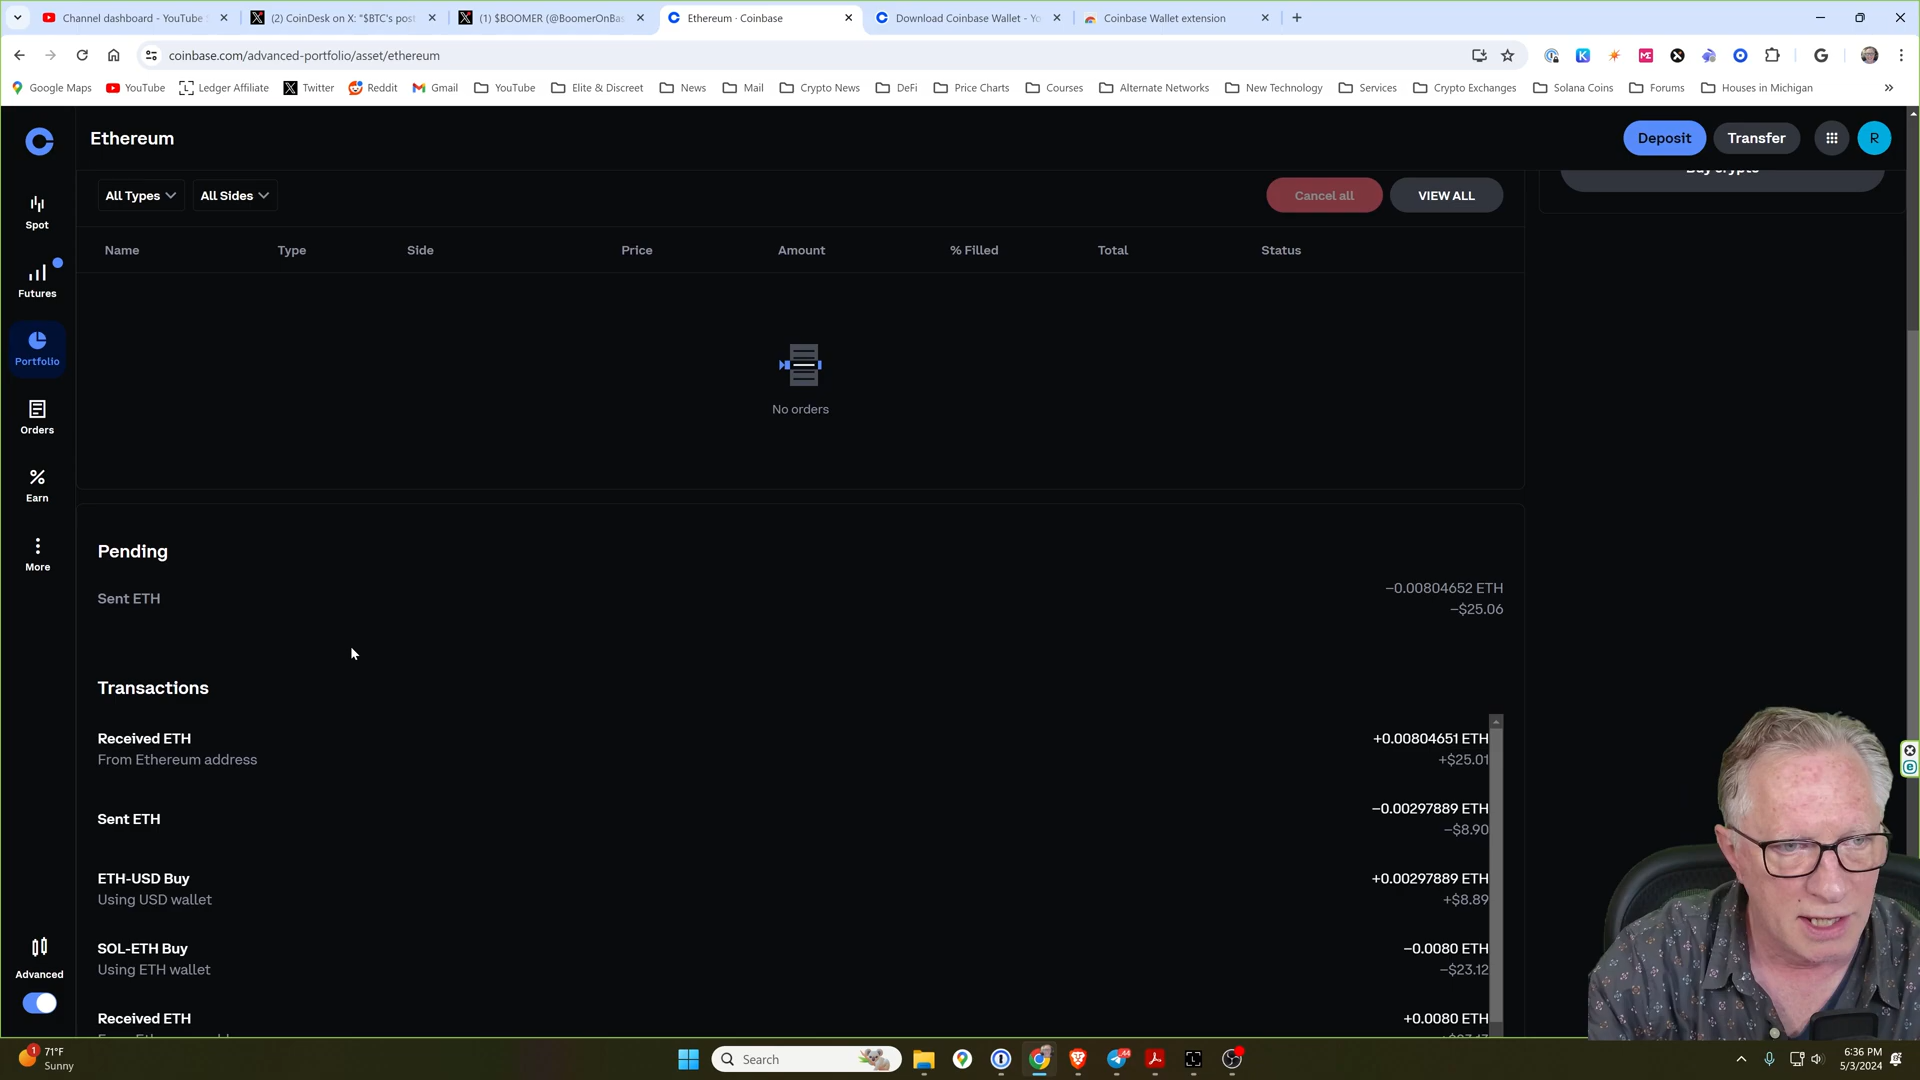 Channel dashboard - YouTube
(2) CoinDesk on X: "$BTC's post
(1) $BOOMER (@BoomerOnBas
Ethereum · Coinbase
Download Coinbase Wallet - Yo
Coinbase Wallet extension
coinbase.com/advanced-portfolio/asset/ethereum
Google Maps
YouTube
Ledger Affiliate
Twitter
Reddit
Gmail
YouTube
Elite & Discreet
News
Mail
Crypto News
DeFi
Price Charts
Courses
Alternate Networks
New Technology
Services
Crypto Exchanges
Solana Coins
Forums
Houses in Michigan
Ethereum
Deposit
Transfer
R
Buy crypto
All Types
All Sides
Cancel all
VIEW ALL
Spot
Futures
Portfolio
Orders
Earn
More
Advanced
Name Type Side Price Amount % Filled Total Status
No orders
Pending
Sent ETH
−0.00804652 ETH
−$25.06
Transactions
Received ETH
From Ethereum address
+0.00804651 ETH
+$25.01
Sent ETH
−0.00297889 ETH
−$8.90
ETH-USD Buy
Using USD wallet
+0.00297889 ETH
+$8.89
SOL-ETH Buy
Using ETH wallet
−0.0080 ETH
−$23.12
Received ETH
+0.0080 ETH
1
71°F
Sunny
Search
44
6:36 PM
5/3/2024